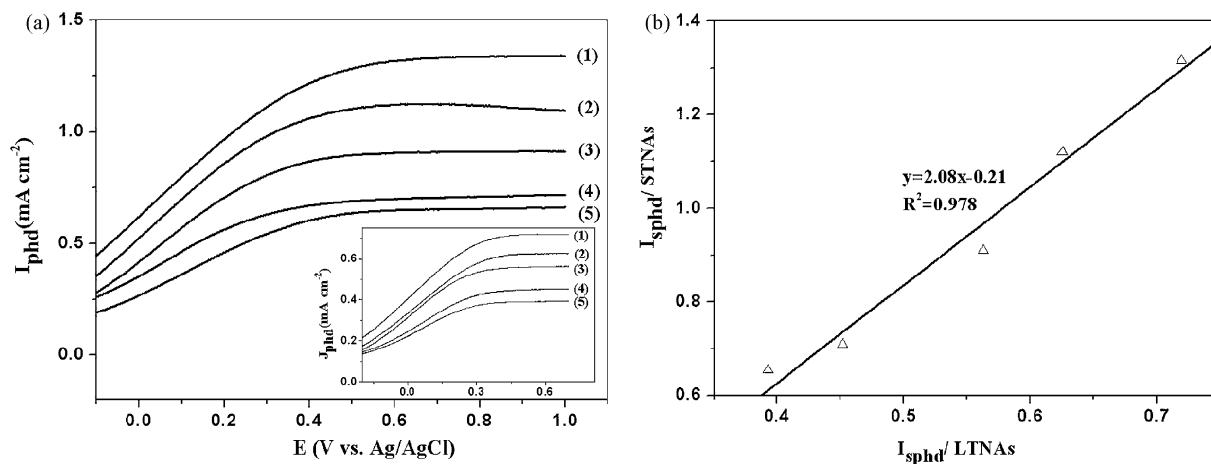 (a)
1.5
1.0
0.5
0.0
I_phd(mA cm⁻²)
(1)
(2)
(3)
(4)
(5)
0.0 0.2 0.4 0.6 0.8 1.0
E (V vs. Ag/AgCl)
0.6
0.4
0.2
0.0
J_phd(mA cm⁻²)
(1)
(2)
(3)
(4)
(5)
0.0 0.3 0.6
(b)
1.4
1.2
1.0
0.8
0.6
I_sphd/ STNAs
y=2.08x-0.21
R²=0.978
0.4 0.5 0.6 0.7
I_sphd/ LTNAs